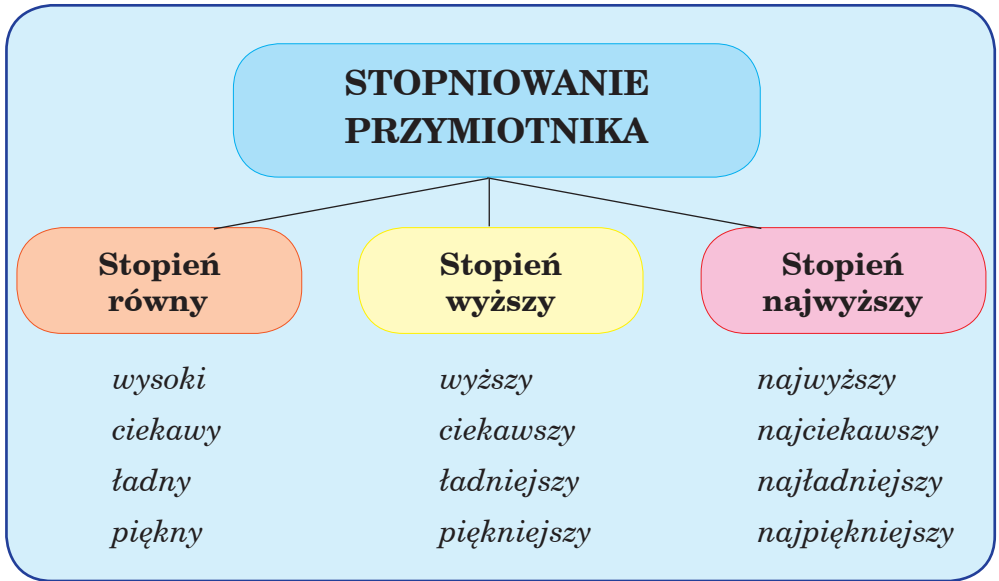 STOPNIOWANIE
PRZYMIOTNIKA
Stopień
równy
Stopień
wyższy
Stopień
najwyższy
wysoki
wyższy
najwyższy
ciekawy
ciekawszy
najciekawszy
ładny
ładniejszy
najładniejszy
piękny
piękniejszy
najpiękniejszy